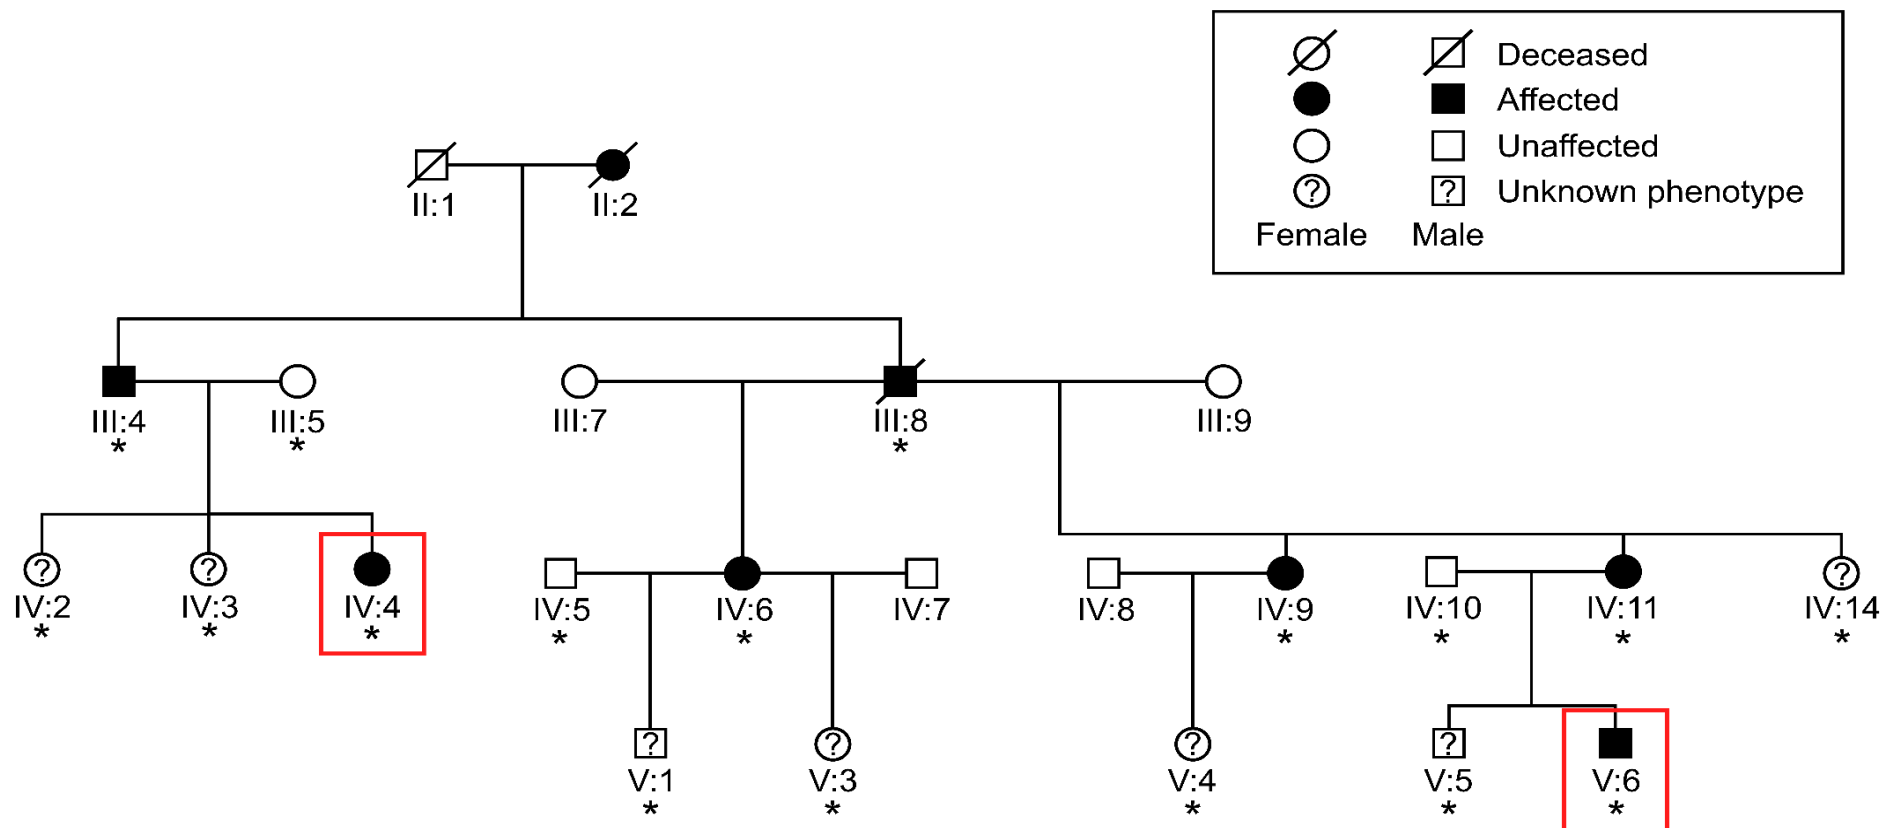 Deceased
Affected
Unaffected
? ? Unknown phenotype
Female Male
II:1 II:2
III:4 III:5 III:7 III:8 III:9
* * *
? ? ?
IV:2 IV:3 IV:4 IV:5 IV:6 IV:7 IV:8 IV:9 IV:10 IV:11 IV:14
* * * * * * * * *
? ? ? ?
V:1 V:3 V:4 V:5 V:6
* * * * *